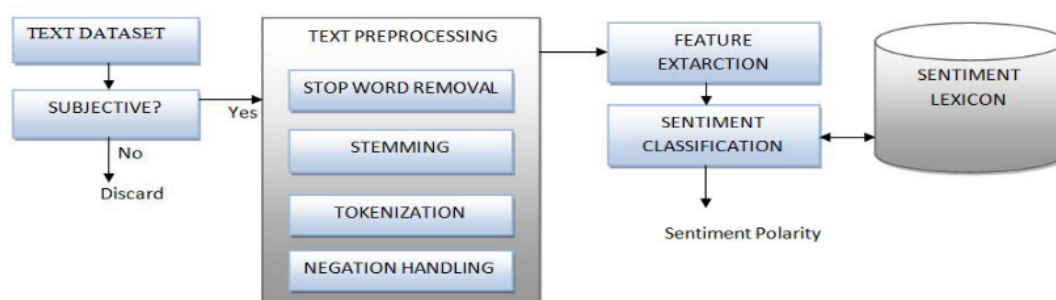 TEXT DATASET
SUBJECTIVE?
Yes
No
Discard
TEXT PREPROCESSING
STOP WORD REMOVAL
STEMMING
TOKENIZATION
NEGATION HANDLING
FEATURE
EXTARCTION
SENTIMENT
CLASSIFICATION
Sentiment Polarity
SENTIMENT
LEXICON